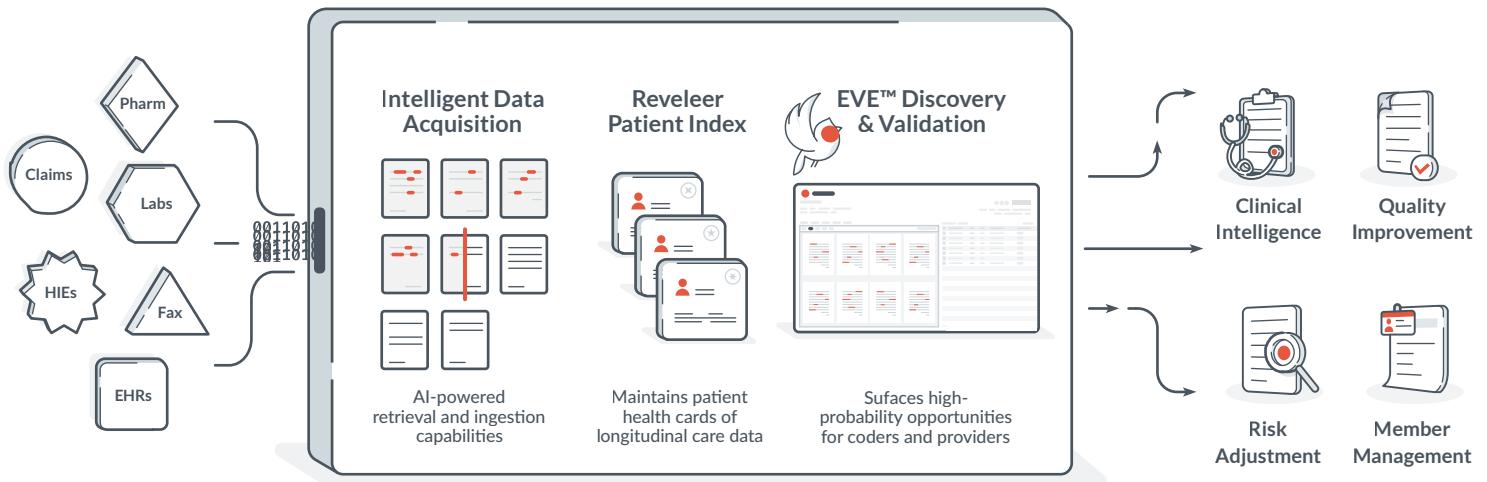 Pharm
Claims
Labs
HIEs
Fax
EHRs
Intelligent Data
Acquisition
AI-powered
retrieval and ingestion
capabilities
Reveleer
Patient Index
Maintains patient
health cards of
longitudinal care data
EVE™ Discovery
& Validation
Sufaces high-
probability opportunities
for coders and providers
Clinical
Intelligence
Quality
Improvement
Risk
Adjustment
Member
Management